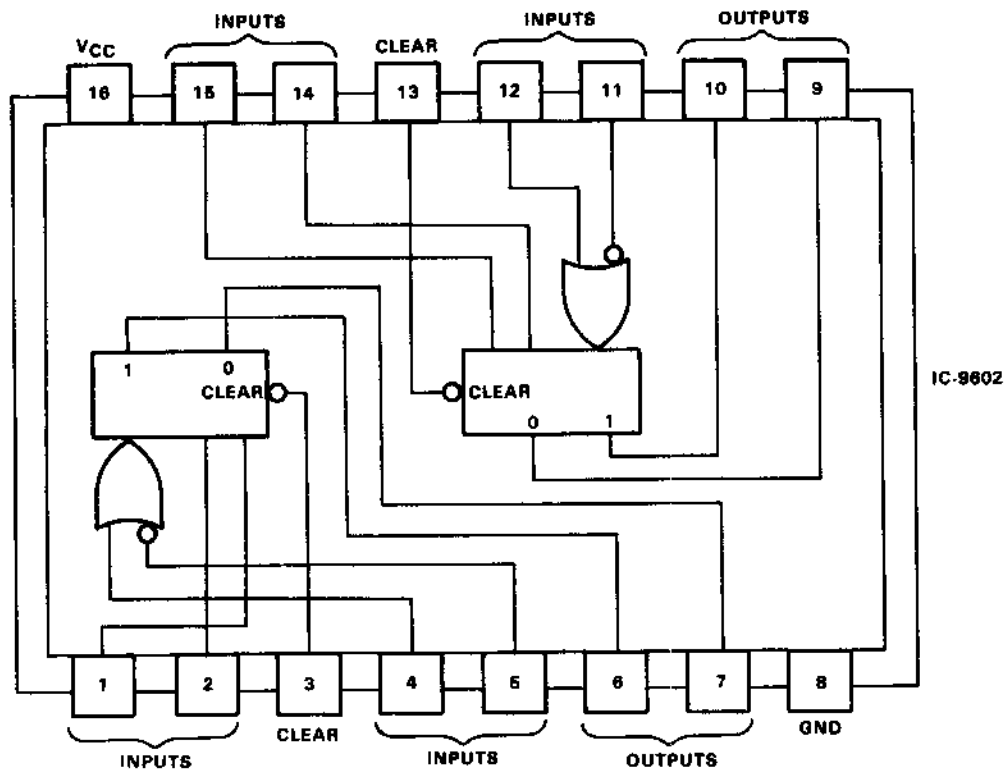 INPUTS INPUTS OUTPUTS
VCC CLEAR
16 15 14 13 12 11 10 9
1 0
CLEAR CLEAR
0 1
IC-9602
1 2 3 4 5 6 7 8
CLEAR GND
INPUTS INPUTS OUTPUTS